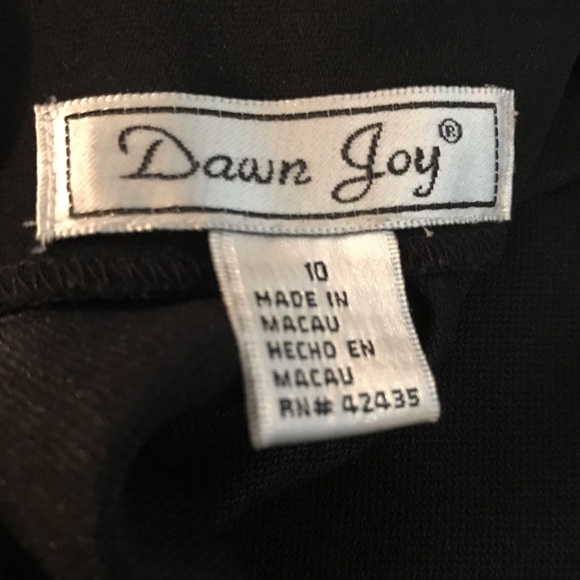 Dawn Joy®
10
MADE IN
MACAU
HECHO EN
MACAU
RN# 42435